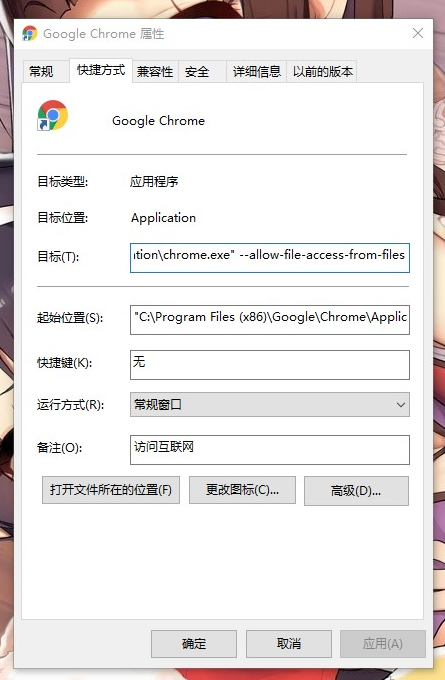 Google Chrome 属性
常规 快捷方式 兼容性 安全 详细信息 以前的版本
Google Chrome
目标类型: 应用程序
目标位置: Application
目标(T): ation\chrome.exe" --allow-file-access-from-files
起始位置(S): "C:\Program Files (x86)\Google\Chrome\Applic
快捷键(K): 无
运行方式(R): 常规窗口
备注(O): 访问互联网
打开文件所在的位置(F) 更改图标(C)... 高级(D)...
确定 取消 应用(A)